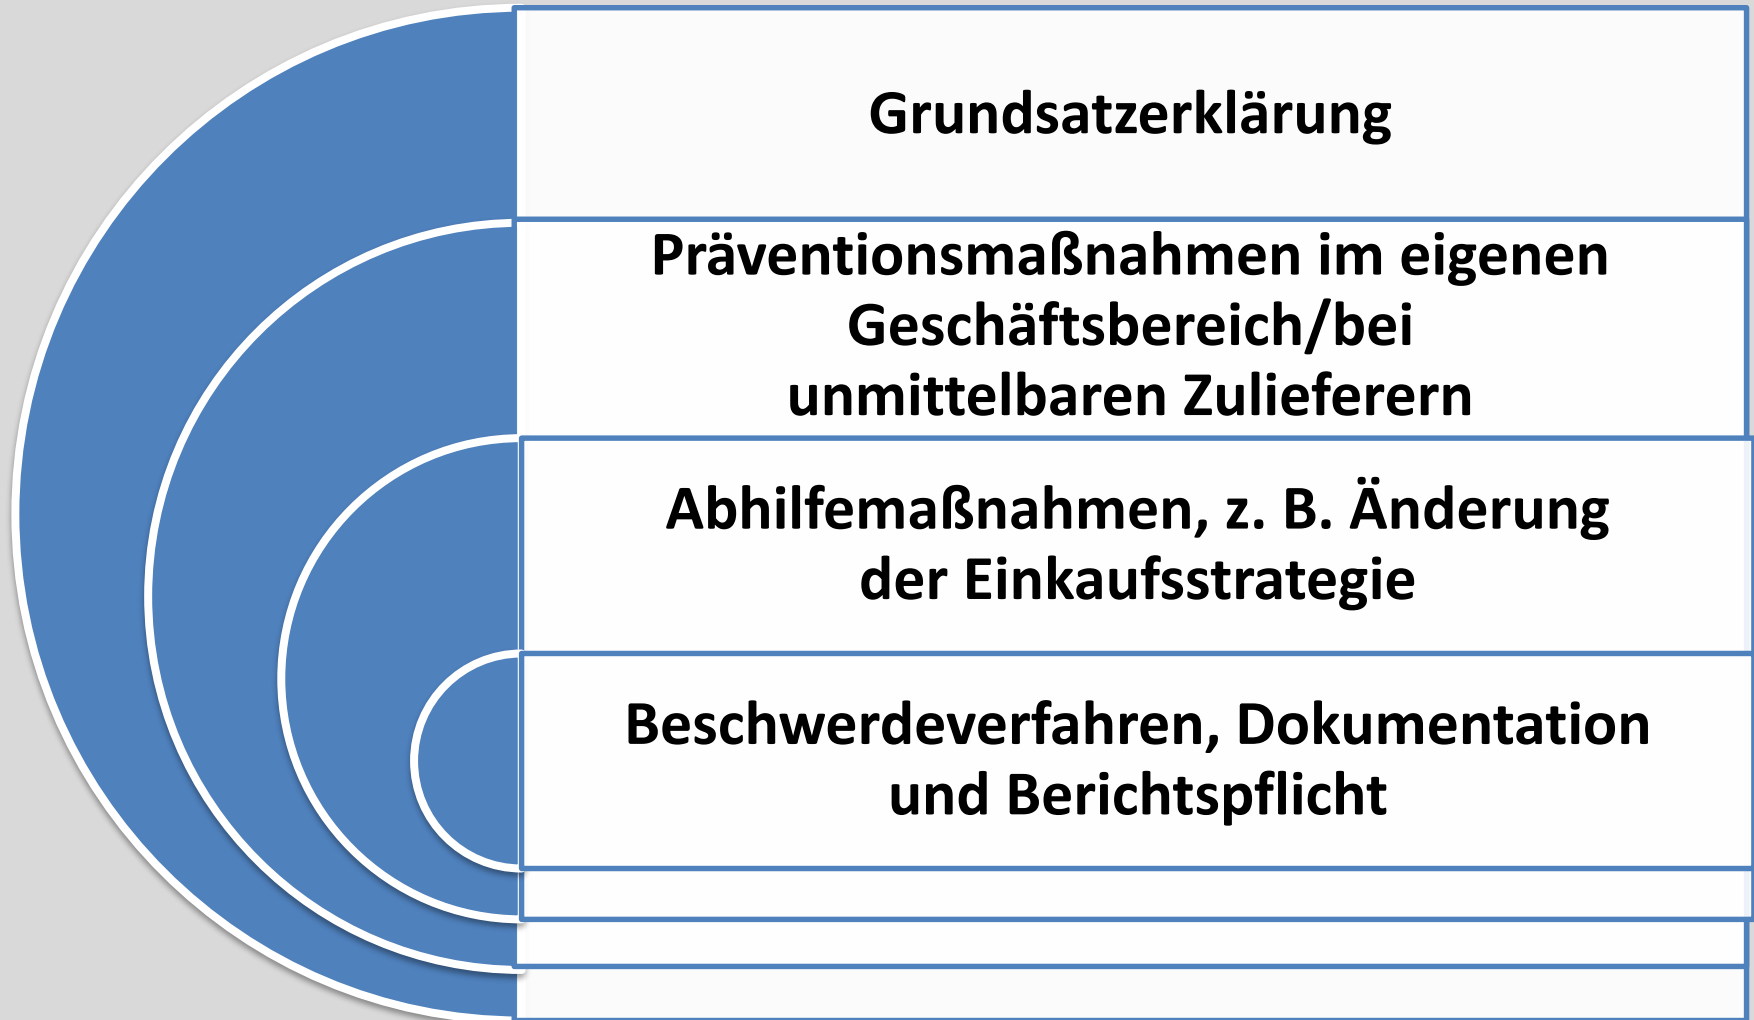 Grundsatzerklärung
Präventionsmaßnahmen im eigenen
Geschäftsbereich/bei
unmittelbaren Zulieferern
Abhilfemaßnahmen, z. B. Änderung
der Einkaufsstrategie
Beschwerdeverfahren, Dokumentation
und Berichtspflicht